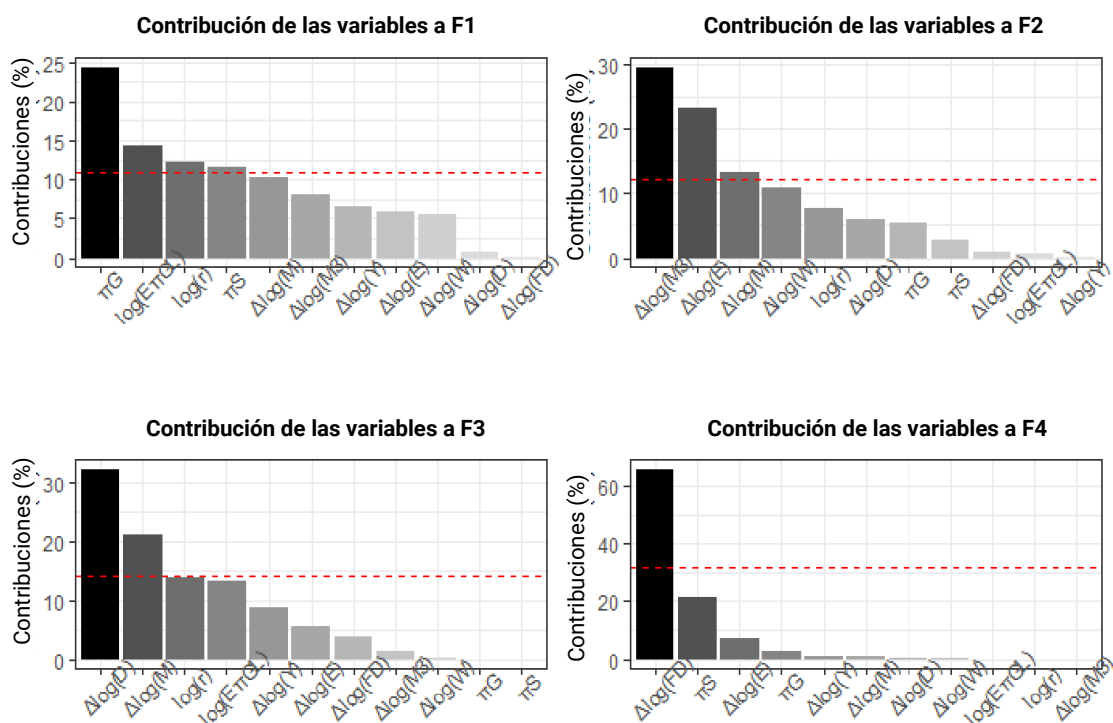 Contribución de las variables a F1
Contribuciones (%)
25
20
15
10
5
0
πG
log(EπGL)
log(r)
πS
Δlog(M)
Δlog(M3)
Δlog(Y)
Δlog(E)
Δlog(W)
Δlog(D)
Δlog(FD)
Contribución de las variables a F2
Contribuciones (%)
30
20
10
0
Δlog(M3)
Δlog(E)
Δlog(M)
Δlog(W)
log(r)
Δlog(D)
πG
πS
Δlog(FD)
log(EπGL)
Δlog(Y)
Contribución de las variables a F3
Contribuciones (%)
30
20
10
0
Δlog(D)
Δlog(M)
log(r)
log(EπGL)
Δlog(Y)
Δlog(E)
Δlog(FD)
Δlog(M3)
Δlog(W)
πG
πS
Contribución de las variables a F4
Contribuciones (%)
60
40
20
0
Δlog(FD)
πS
Δlog(E)
πG
Δlog(Y)
Δlog(M)
Δlog(D)
Δlog(W)
log(EπGL)
log(r)
Δlog(M3)